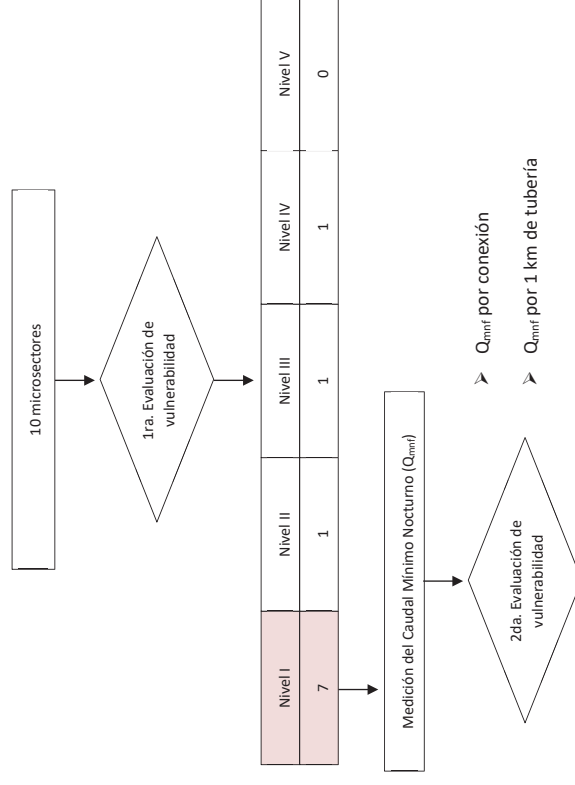 10 microsectores
1ra. Evaluación de
vulnerabilidad
Nivel I Nivel II Nivel III Nivel IV Nivel V
7 1 1 1 0
Medición del Caudal Mínimo Nocturno (Qmnf)
2da. Evaluación de
vulnerabilidad
➢ Qmnf por conexión
➢ Qmnf por 1 km de tubería